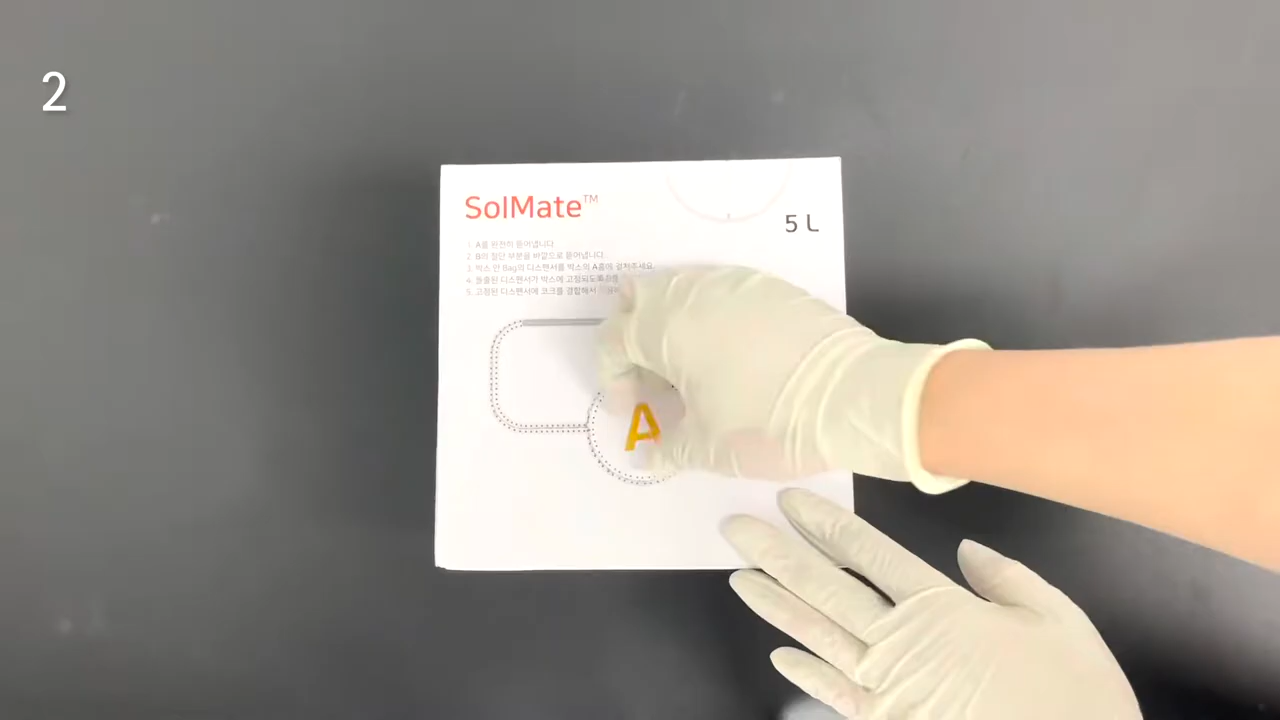 2
SolMate™
5 L
1. A를 완전히 뜯어냅니다
2. B의 절단 부분을 바깥으로 뜯어냅니다.
3. 박스 안 Bag의 디스펜서를 박스의 A홈에 걸쳐주세요.
4. 돌출된 디스펜서가 박스에 고정되도록
5. 고정된 디스펜서에 코크를 결합해서
A